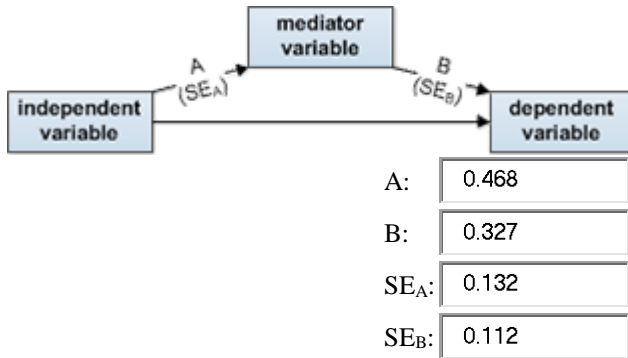 mediator
variable
A
(SEA)
B
(SEB)
independent
variable
dependent
variable
A: 0.468
B: 0.327
SEA: 0.132
SEB: 0.112